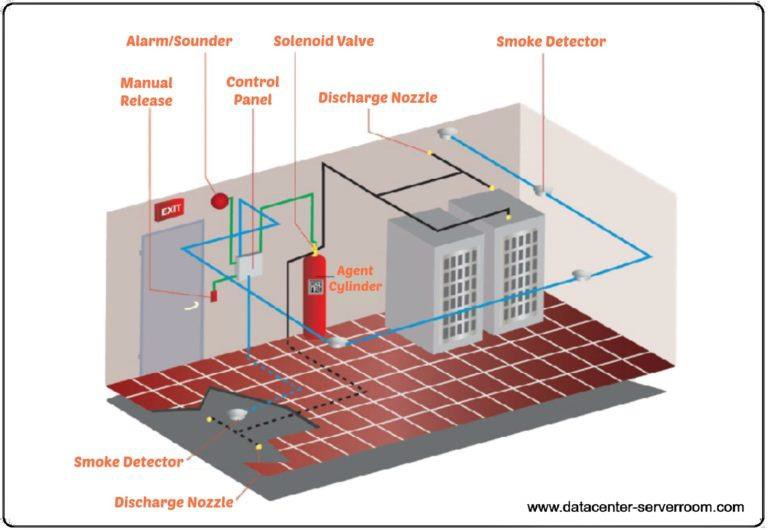 Alarm/Sounder
Solenoid Valve
Smoke Detector
Manual
Release
Control
Panel
Discharge Nozzle
EXIT
Agent
Cylinder
Smoke Detector
Discharge Nozzle
www.datacenter-serverroom.com